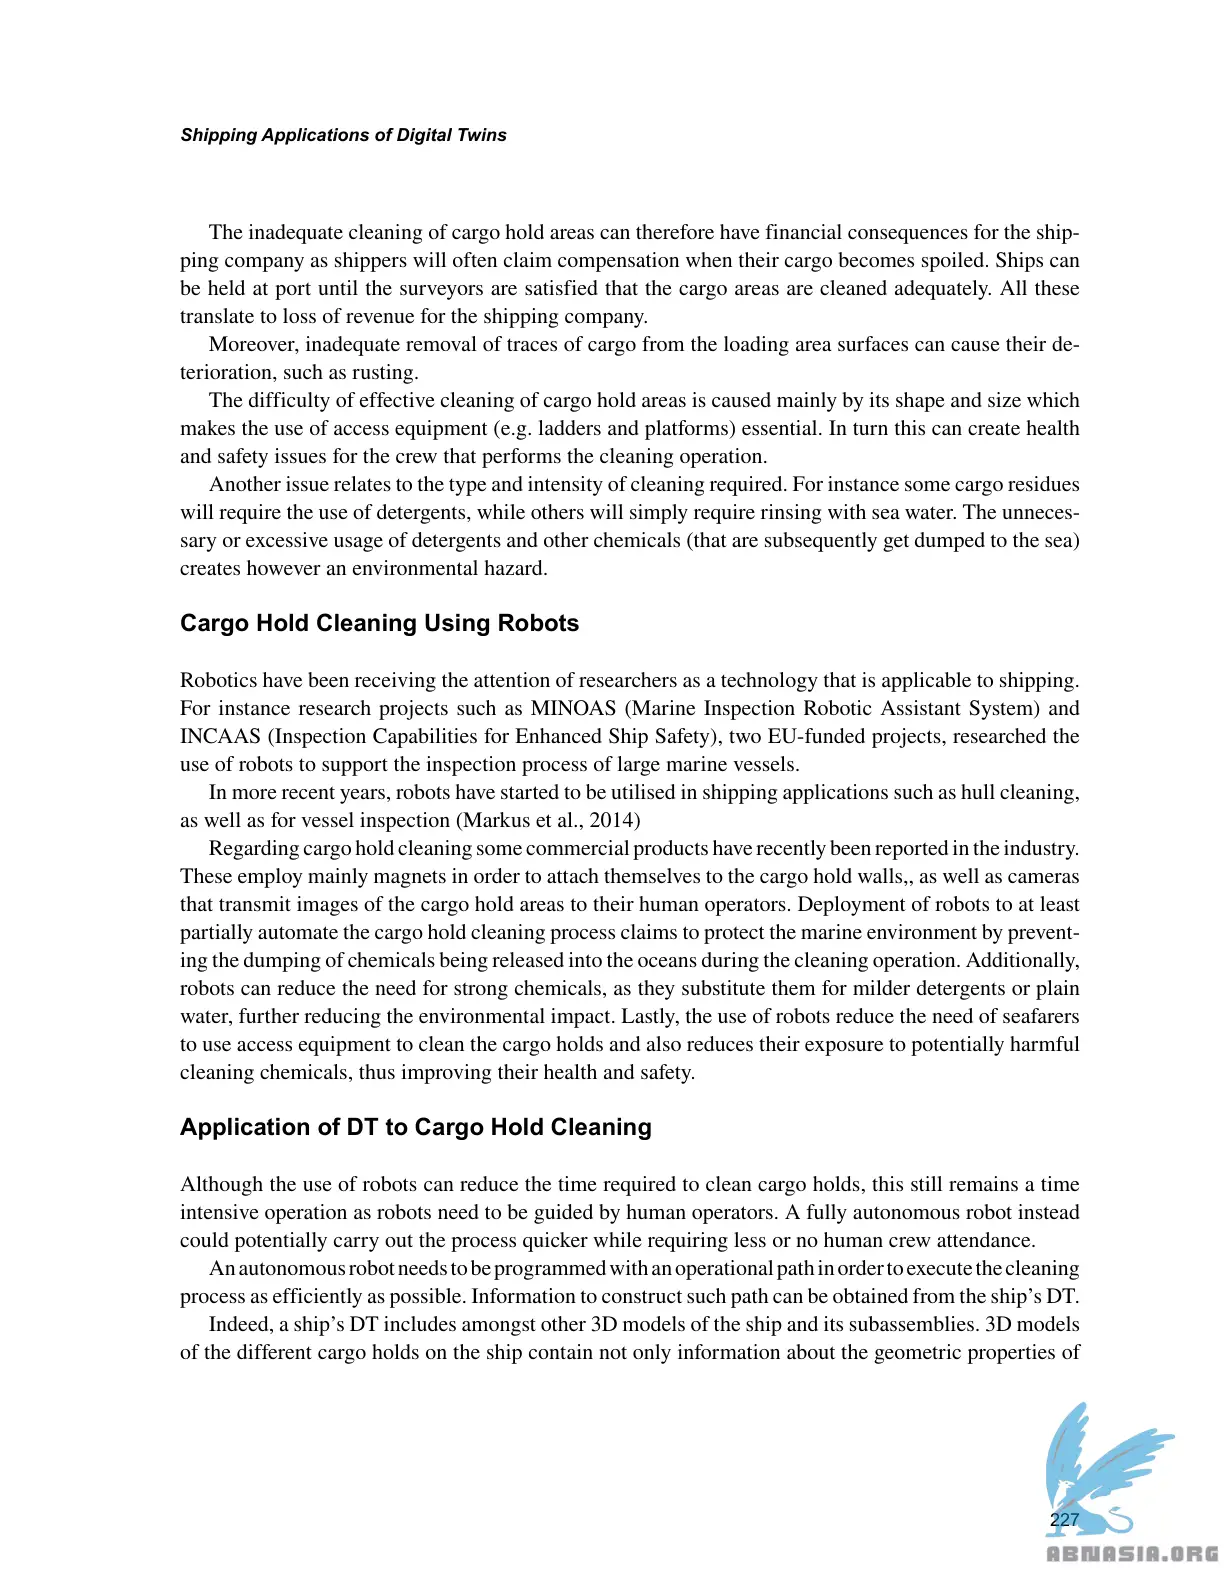 Shipping Applications of Digital Twins
The inadequate cleaning of cargo hold areas can therefore have financial consequences for the ship-
ping company as shippers will often claim compensation when their cargo becomes spoiled. Ships can
be held at port until the surveyors are satisfied that the cargo areas are cleaned adequately. All these
translate to loss of revenue for the shipping company.
Moreover, inadequate removal of traces of cargo from the loading area surfaces can cause their de-
terioration, such as rusting.
The difficulty of effective cleaning of cargo hold areas is caused mainly by its shape and size which
makes the use of access equipment (e.g. ladders and platforms) essential. In turn this can create health
and safety issues for the crew that performs the cleaning operation.
Another issue relates to the type and intensity of cleaning required. For instance some cargo residues
will require the use of detergents, while others will simply require rinsing with sea water. The unneces-
sary or excessive usage of detergents and other chemicals (that are subsequently get dumped to the sea)
creates however an environmental hazard.
Cargo Hold Cleaning Using Robots
Robotics have been receiving the attention of researchers as a technology that is applicable to shipping.
For instance research projects such as MINOAS (Marine Inspection Robotic Assistant System) and
INCAAS (Inspection Capabilities for Enhanced Ship Safety), two EU-funded projects, researched the
use of robots to support the inspection process of large marine vessels.
In more recent years, robots have started to be utilised in shipping applications such as hull cleaning,
as well as for vessel inspection (Markus et al., 2014)
Regarding cargo hold cleaning some commercial products have recently been reported in the industry.
These employ mainly magnets in order to attach themselves to the cargo hold walls,, as well as cameras
that transmit images of the cargo hold areas to their human operators. Deployment of robots to at least
partially automate the cargo hold cleaning process claims to protect the marine environment by prevent-
ing the dumping of chemicals being released into the oceans during the cleaning operation. Additionally,
robots can reduce the need for strong chemicals, as they substitute them for milder detergents or plain
water, further reducing the environmental impact. Lastly, the use of robots reduce the need of seafarers
to use access equipment to clean the cargo holds and also reduces their exposure to potentially harmful
cleaning chemicals, thus improving their health and safety.
Application of DT to Cargo Hold Cleaning
Although the use of robots can reduce the time required to clean cargo holds, this still remains a time
intensive operation as robots need to be guided by human operators. A fully autonomous robot instead
could potentially carry out the process quicker while requiring less or no human crew attendance.
An autonomous robot needs to be programmed with an operational path in order to execute the cleaning
process as efficiently as possible. Information to construct such path can be obtained from the ship's DT.
Indeed, a ship's DT includes amongst other 3D models of the ship and its subassemblies. 3D models
of the different cargo holds on the ship contain not only information about the geometric properties of
227
ABNASIA.ORG